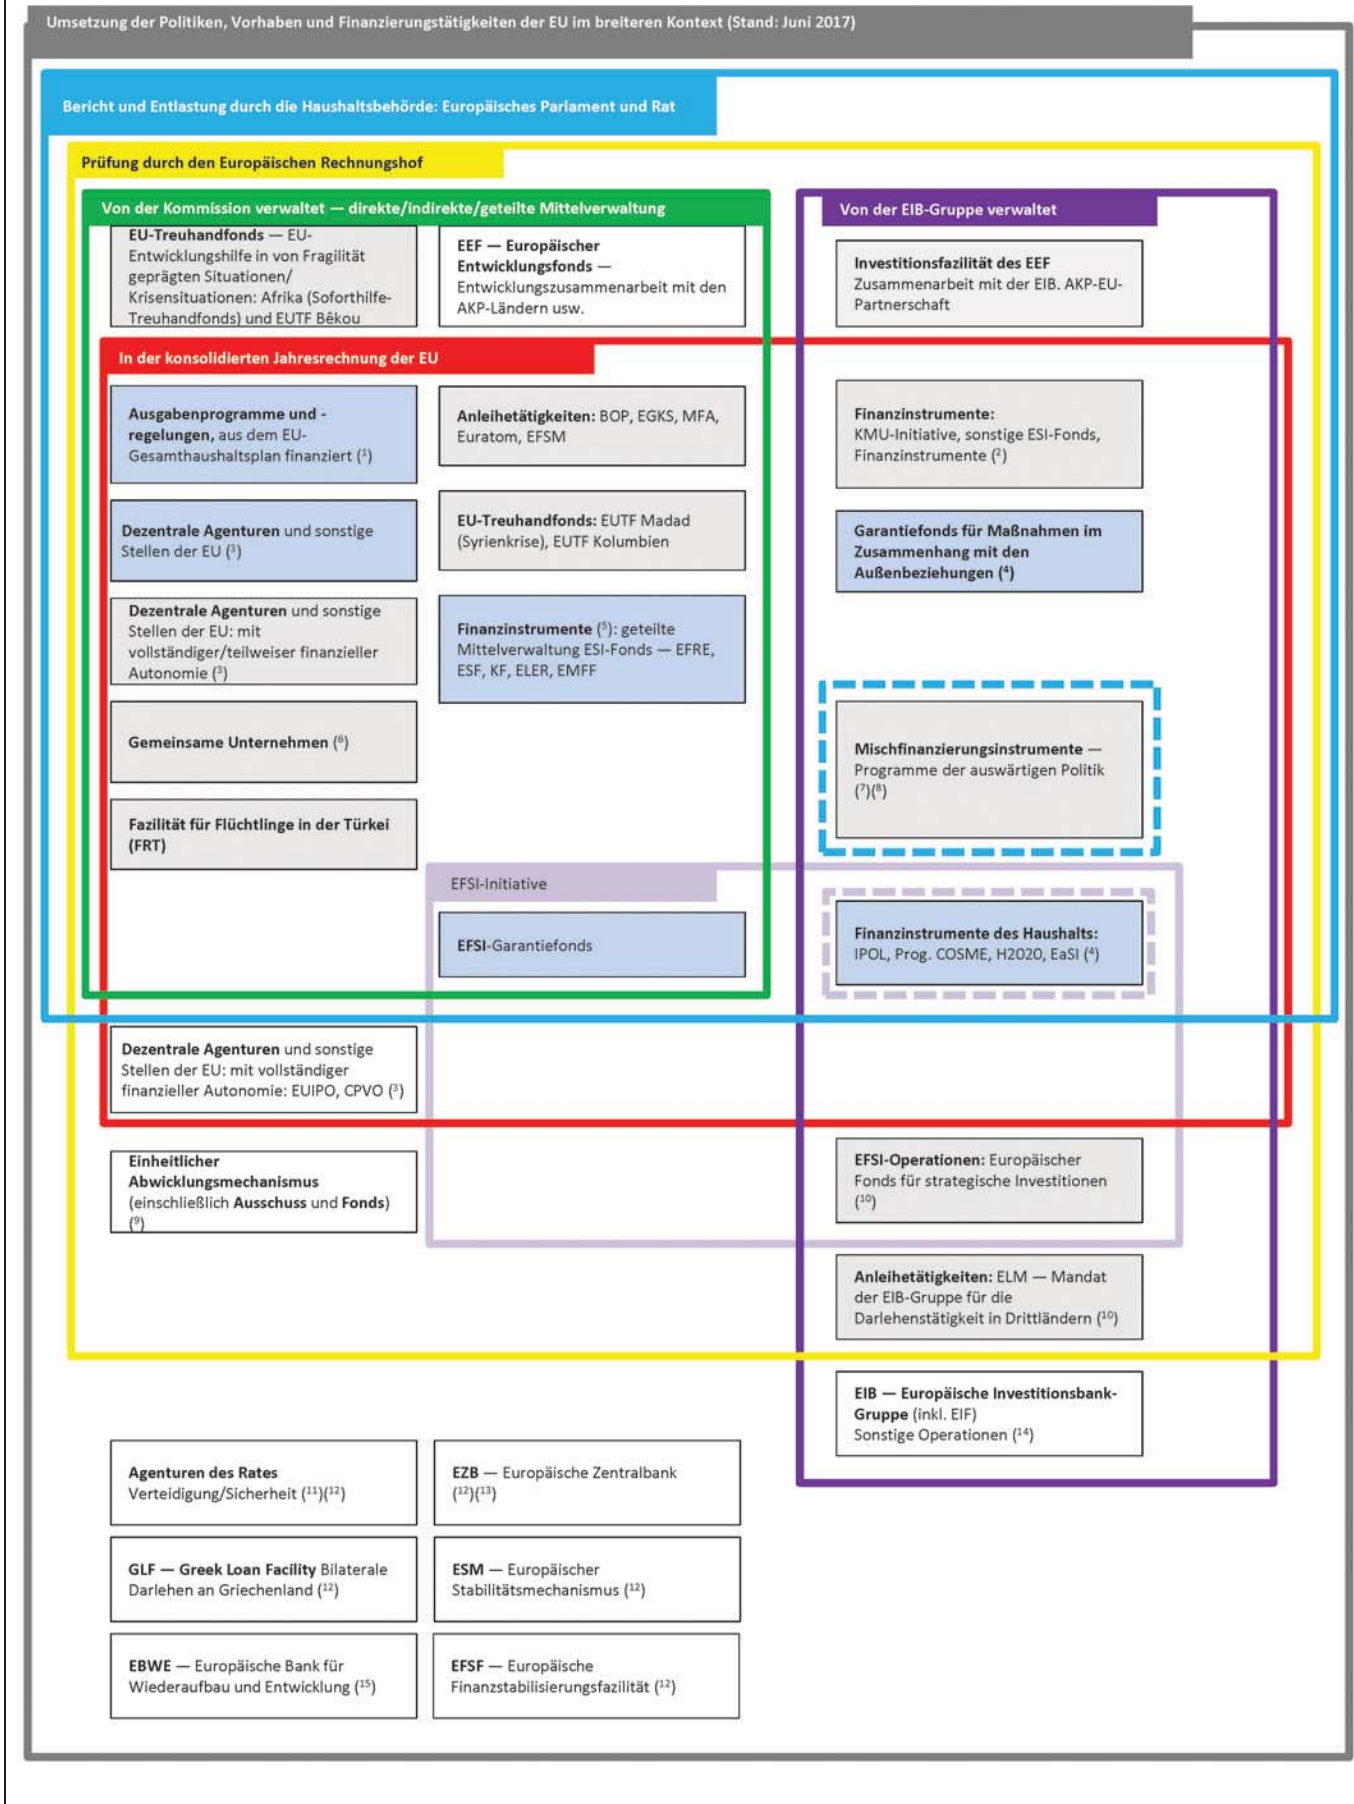 Umsetzung der Politiken, Vorhaben und Finanzierungstätigkeiten der EU im breiteren Kontext (Stand: Juni 2017)
Bericht und Entlastung durch die Haushaltsbehörde: Europäisches Parlament und Rat
Prüfung durch den Europäischen Rechnungshof
Von der Kommission verwaltet — direkte/indirekte/geteilte Mittelverwaltung
EU-Treuhandfonds — EU-
Entwicklungshilfe in von Fragilität
geprägten Situationen/
Krisensituationen: Afrika (Soforthilfe-
Treuhandfonds) und EUTF Bêkou
EEF — Europäischer
Entwicklungsfonds —
Entwicklungszusammenarbeit mit den
AKP-Ländern usw.
Von der EIB-Gruppe verwaltet
Investitionsfazilität des EEF
Zusammenarbeit mit der EIB. AKP-EU-
Partnerschaft
In der konsolidierten Jahresrechnung der EU
Ausgabenprogramme und -
regelungen, aus dem EU-
Gesamthaushaltsplan finanziert (¹)
Anleihetätigkeiten: BOP, EGKS, MFA,
Euratom, EFSM
Finanzinstrumente:
KMU-Initiative, sonstige ESI-Fonds,
Finanzinstrumente (²)
Dezentrale Agenturen und sonstige
Stellen der EU (³)
EU-Treuhandfonds: EUTF Madad
(Syrienkrise), EUTF Kolumbien
Garantiefonds für Maßnahmen im
Zusammenhang mit den
Außenbeziehungen (⁴)
Dezentrale Agenturen und sonstige
Stellen der EU: mit
vollständiger/teilweiser finanzieller
Autonomie (³)
Finanzinstrumente (⁵): geteilte
Mittelverwaltung ESI-Fonds — EFRE,
ESF, KF, ELER, EMFF
Gemeinsame Unternehmen (⁶)
Mischfinanzierungsinstrumente —
Programme der auswärtigen Politik
(⁷)(⁸)
Fazilität für Flüchtlinge in der Türkei
(FRT)
EFSI-Initiative
EFSI-Garantiefonds
Finanzinstrumente des Haushalts:
IPOL, Prog. COSME, H2020, EaSI (⁴)
Dezentrale Agenturen und sonstige
Stellen der EU: mit vollständiger
finanzieller Autonomie: EUIPO, CPVO (³)
Einheitlicher
Abwicklungsmechanismus
(einschließlich Ausschuss und Fonds)
(⁹)
EFSI-Operationen: Europäischer
Fonds für strategische Investitionen
(¹⁰)
Anleihetätigkeiten: ELM — Mandat
der EIB-Gruppe für die
Darlehenstätigkeit in Drittländern (¹⁰)
EIB — Europäische Investitionsbank-
Gruppe (inkl. EIF)
Sonstige Operationen (¹⁴)
Agenturen des Rates
Verteidigung/Sicherheit (¹¹)(¹²)
EZB — Europäische Zentralbank
(¹²)(¹³)
GLF — Greek Loan Facility Bilaterale
Darlehen an Griechenland (¹²)
ESM — Europäischer
Stabilitätsmechanismus (¹²)
EBWE — Europäische Bank für
Wiederaufbau und Entwicklung (¹⁵)
EFSF — Europäische
Finanzstabilisierungsfazilität (¹²)